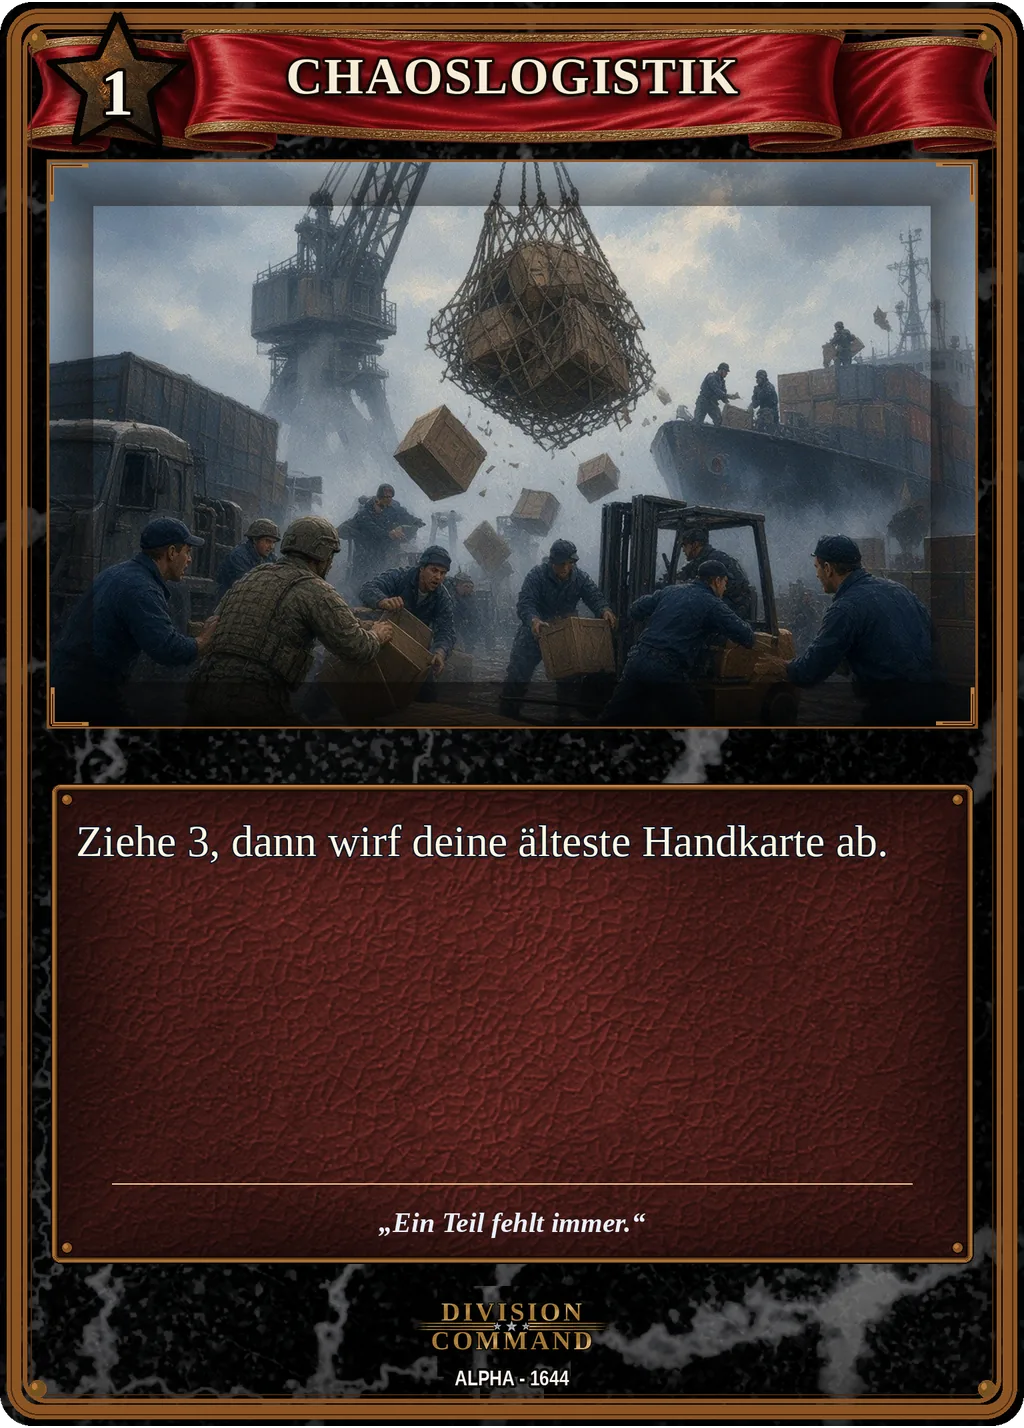 1
CHAOSLOGISTIK
Ziehe 3, dann wirf deine älteste Handkarte ab.
„Ein Teil fehlt immer.“
DIVISION
COMMAND
ALPHA - 1644